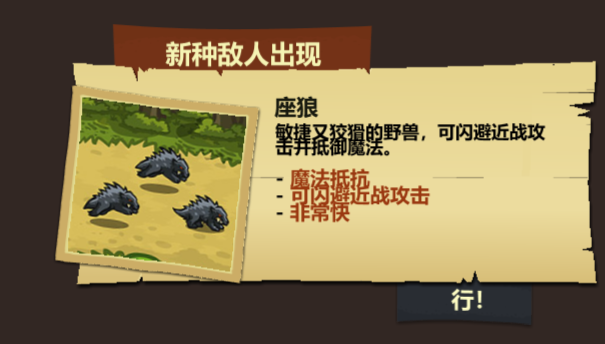 新种敌人出现
座狼
敏捷又狡猾的野兽，可闪避近战攻
击并抵御魔法。
- 魔法抵抗
- 可闪避近战攻击
- 非常快
行!